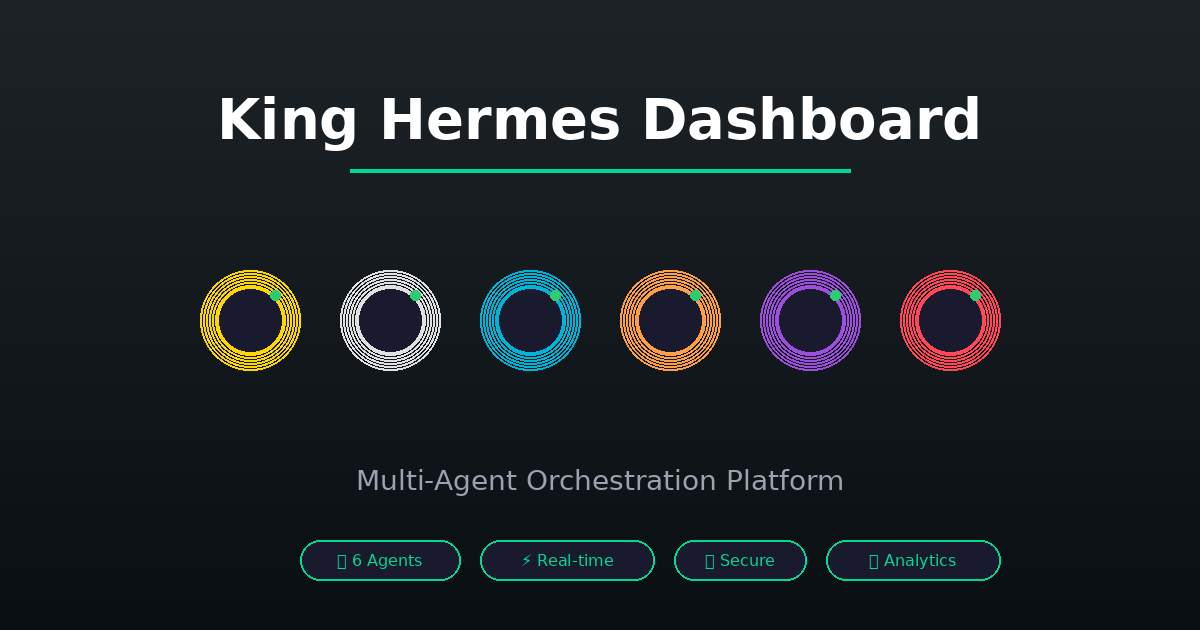 King Hermes Dashboard
Multi-Agent Orchestration Platform
6 Agents
⚡ Real-time
Secure
Analytics